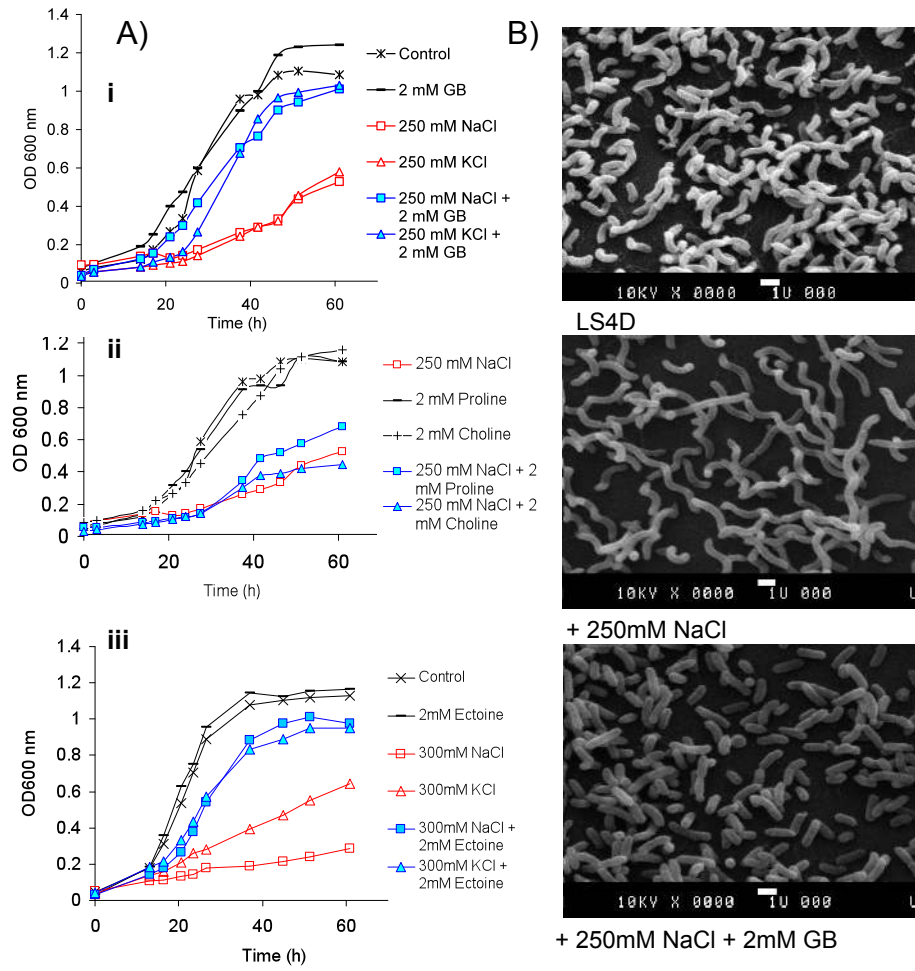 A)
i
OD 600 nm
1.4
1.2
1
0.8
0.6
0.4
0.2
0
0
20
40
60
Time (h)
Control
2 mM GB
250 mM NaCl
250 mM KCl
250 mM NaCl +
2 mM GB
250 mM KCl +
2 mM GB
ii
OD 600 nm
1.2
1
0.8
0.6
0.4
0.2
0
0
10
20
30
40
50
60
70
Time (h)
250 mM NaCl
2 mM Proline
2 mM Choline
250 mM NaCl + 2
mM Proline
250 mM NaCl + 2
mM Choline
iii
OD600 nm
1.4
1.2
1
0.8
0.6
0.4
0.2
0
0
20
40
60
Time (h)
Control
2mM Ectoine
300mM NaCl
300mM KCl
300mM NaCl +
2mM Ectoine
300mM KCl +
2mM Ectoine
B)
10KV X 0000 1U 000
LS4D
10KV X 0000 1U 000 U
+ 250mM NaCl
10KV X 0000 1U 000 U
+ 250mM NaCl + 2mM GB